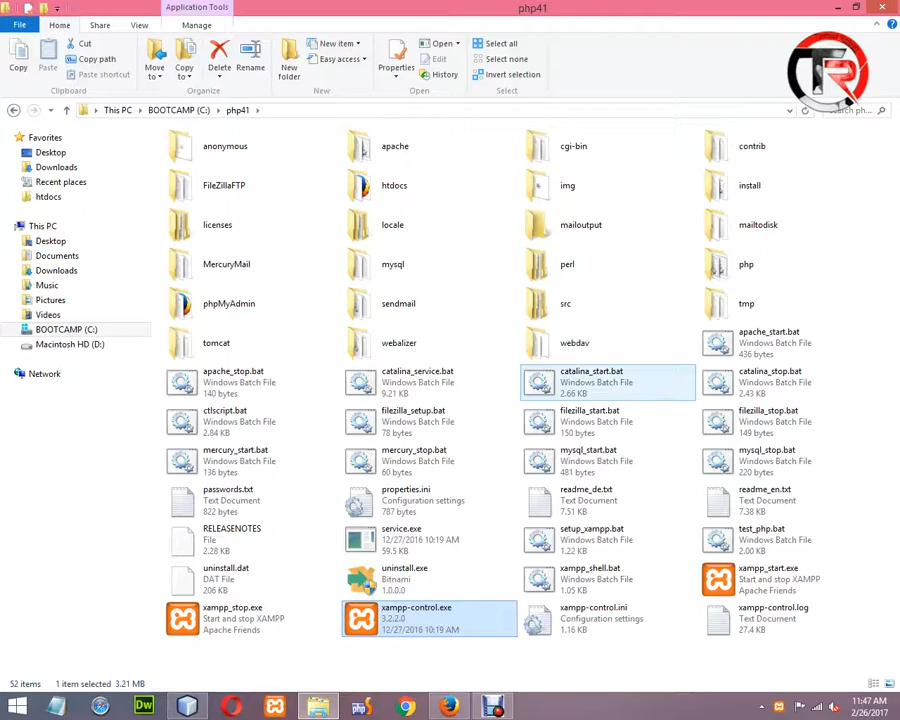 Application Tools
php41
File
Home
Share
View
Manage
Copy
Paste
Cut
Copy path
Paste shortcut
Clipboard
Move to
Copy to
Delete
Rename
Organize
New folder
New item
Easy access
New
Properties
Open
Edit
History
Open
Select all
Select none
Invert selection
Select
TR
This PC
BOOTCAMP (C:)
php41
Favorites
Desktop
Downloads
Recent places
htdocs
This PC
Desktop
Documents
Downloads
Music
Pictures
Videos
BOOTCAMP (C:)
Macintosh HD (D:)
Network
anonymous
apache
cgi-bin
contrib
FileZillaFTP
htdocs
img
install
licenses
locale
mailoutput
mailtodisk
MercuryMail
mysql
perl
php
phpMyAdmin
sendmail
src
tmp
tomcat
webalizer
webdav
apache_start.bat
Windows Batch File
436 bytes
apache_stop.bat
Windows Batch File
140 bytes
catalina_service.bat
Windows Batch File
9.21 KB
catalina_start.bat
Windows Batch File
2.66 KB
catalina_stop.bat
Windows Batch File
2.43 KB
ctlscript.bat
Windows Batch File
2.84 KB
filezilla_setup.bat
Windows Batch File
78 bytes
filezilla_start.bat
Windows Batch File
150 bytes
filezilla_stop.bat
Windows Batch File
149 bytes
mercury_start.bat
Windows Batch File
136 bytes
mercury_stop.bat
Windows Batch File
60 bytes
mysql_start.bat
Windows Batch File
481 bytes
mysql_stop.bat
Windows Batch File
220 bytes
passwords.txt
Text Document
822 bytes
properties.ini
Configuration settings
787 bytes
readme_de.txt
Text Document
7.51 KB
readme_en.txt
Text Document
7.38 KB
RELEASENOTES
File
2.28 KB
service.exe
12/27/2016 10:19 AM
59.5 KB
setup_xampp.bat
Windows Batch File
1.22 KB
test_php.bat
Windows Batch File
2.00 KB
uninstall.dat
DAT File
206 KB
uninstall.exe
Bitnami
1.0.0.0
xampp_shell.bat
Windows Batch File
1.05 KB
xampp_start.exe
Start and stop XAMPP
Apache Friends
xampp_stop.exe
Start and stop XAMPP
Apache Friends
xampp-control.exe
3.2.2.0
12/27/2016 10:19 AM
xampp-control.ini
Configuration settings
1.16 KB
xampp-control.log
Text Document
27.4 KB
52 items
1 item selected 3.21 MB
Dw
php
11:47 AM
2/26/2017